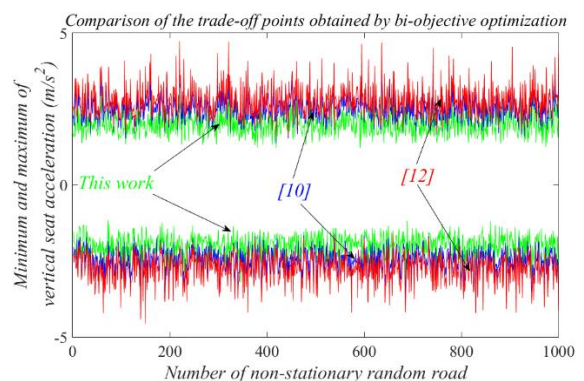 Comparison of the trade-off points obtained by bi-objective optimization
Minimum and maximum of
vertical seat acceleration (m/s²)
5
0
-5
This work
[10]
[12]
0 200 400 600 800 1000
Number of non-stationary random road